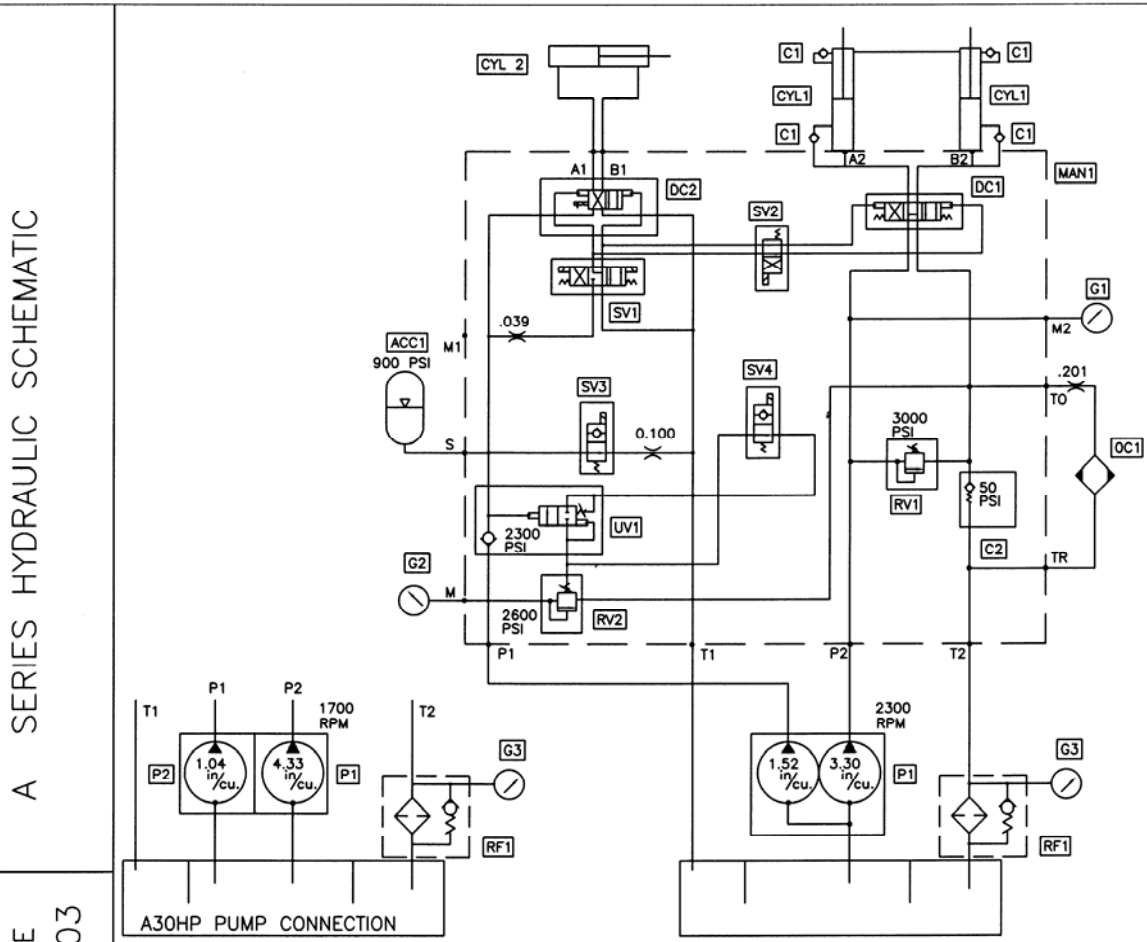 A SERIES HYDRAULIC SCHEMATIC
E
03
CYL 2
C1
C1
CYL1
CYL1
C1
C1
A2
B2
MAN1
A1
B1
DC2
DC1
SV2
SV1
G1
M2
.039
M1
ACC1
900 PSI
SV3
SV4
.201
TO
3000
PSI
S
0.100
OC1
RV1
50
PSI
UV1
2300
PSI
C2
TR
G2
M
2600
PSI
RV2
P1
T1
P2
T2
T1
P1
P2
1700
RPM
T2
2300
RPM
G3
G3
P2
1.04
in/cu.
4.33
in/cu.
P1
1.52
in/cu.
3.30
in/cu.
P1
RF1
RF1
A30HP PUMP CONNECTION